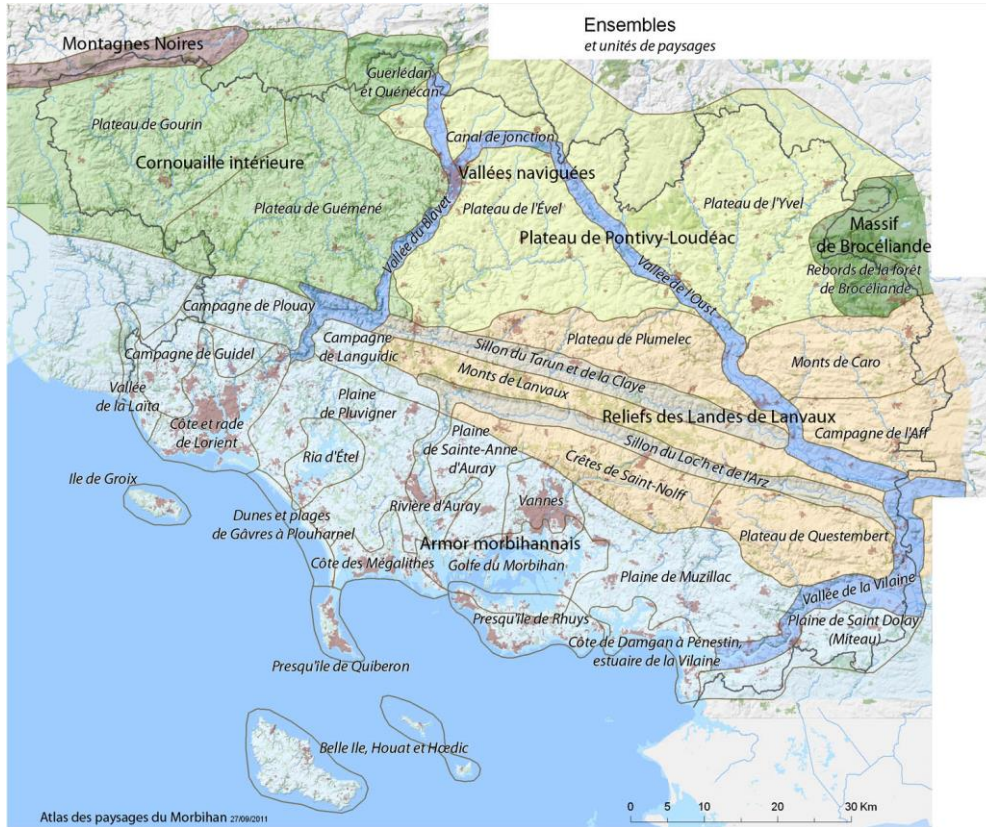 Ensembles
et unités de paysages
Montagnes Noires
Guerlédan
et Quénécan
Plateau de Gourin
Canal de jonction
Cornouaille intérieure
Vallées naviguées
Plateau de Guéméné
Plateau de l'Ével
Plateau de l'Yvel
Massif
de Brocéliande
Vallée du Blavet
Plateau de Pontivy-Loudéac
Rebords de la forêt
de Brocéliande
Vallée de l'Oust
Campagne de Plouay
Campagne
de Languidic
Plateau de Plumelec
Campagne de Guidel
Sillon du Tarun et de la Claye
Monts de Caro
Vallée
de la Laïta
Monts de Lanvaux
Plaine
de Pluvigner
Reliefs des Landes de Lanvaux
Côte et rade
de Lorient
Plaine
de Sainte-Anne
d'Auray
Campagne de l'Aff
Ria d'Étel
Sillon du Loc'h et de l'Arz
Crêtes de Saint-Nolff
Ile de Groix
Rivière d'Auray
Vannes
Dunes et plages
de Gâvres à Plouharnel
Plateau de Questembert
Armor morbihannais
Côte des Mégalithes
Golfe du Morbihan
Plaine de Muzillac
Vallée de la Vilaine
Presqu'île de Rhuys
Plaine de Saint Dolay
(Miteau)
Côte de Damgan à Pénestin,
estuaire de la Vilaine
Presqu'île de Quiberon
Belle Ile, Houat et Hœdic
0 5 10 20 30 Km
Atlas des paysages du Morbihan 27/09/2011